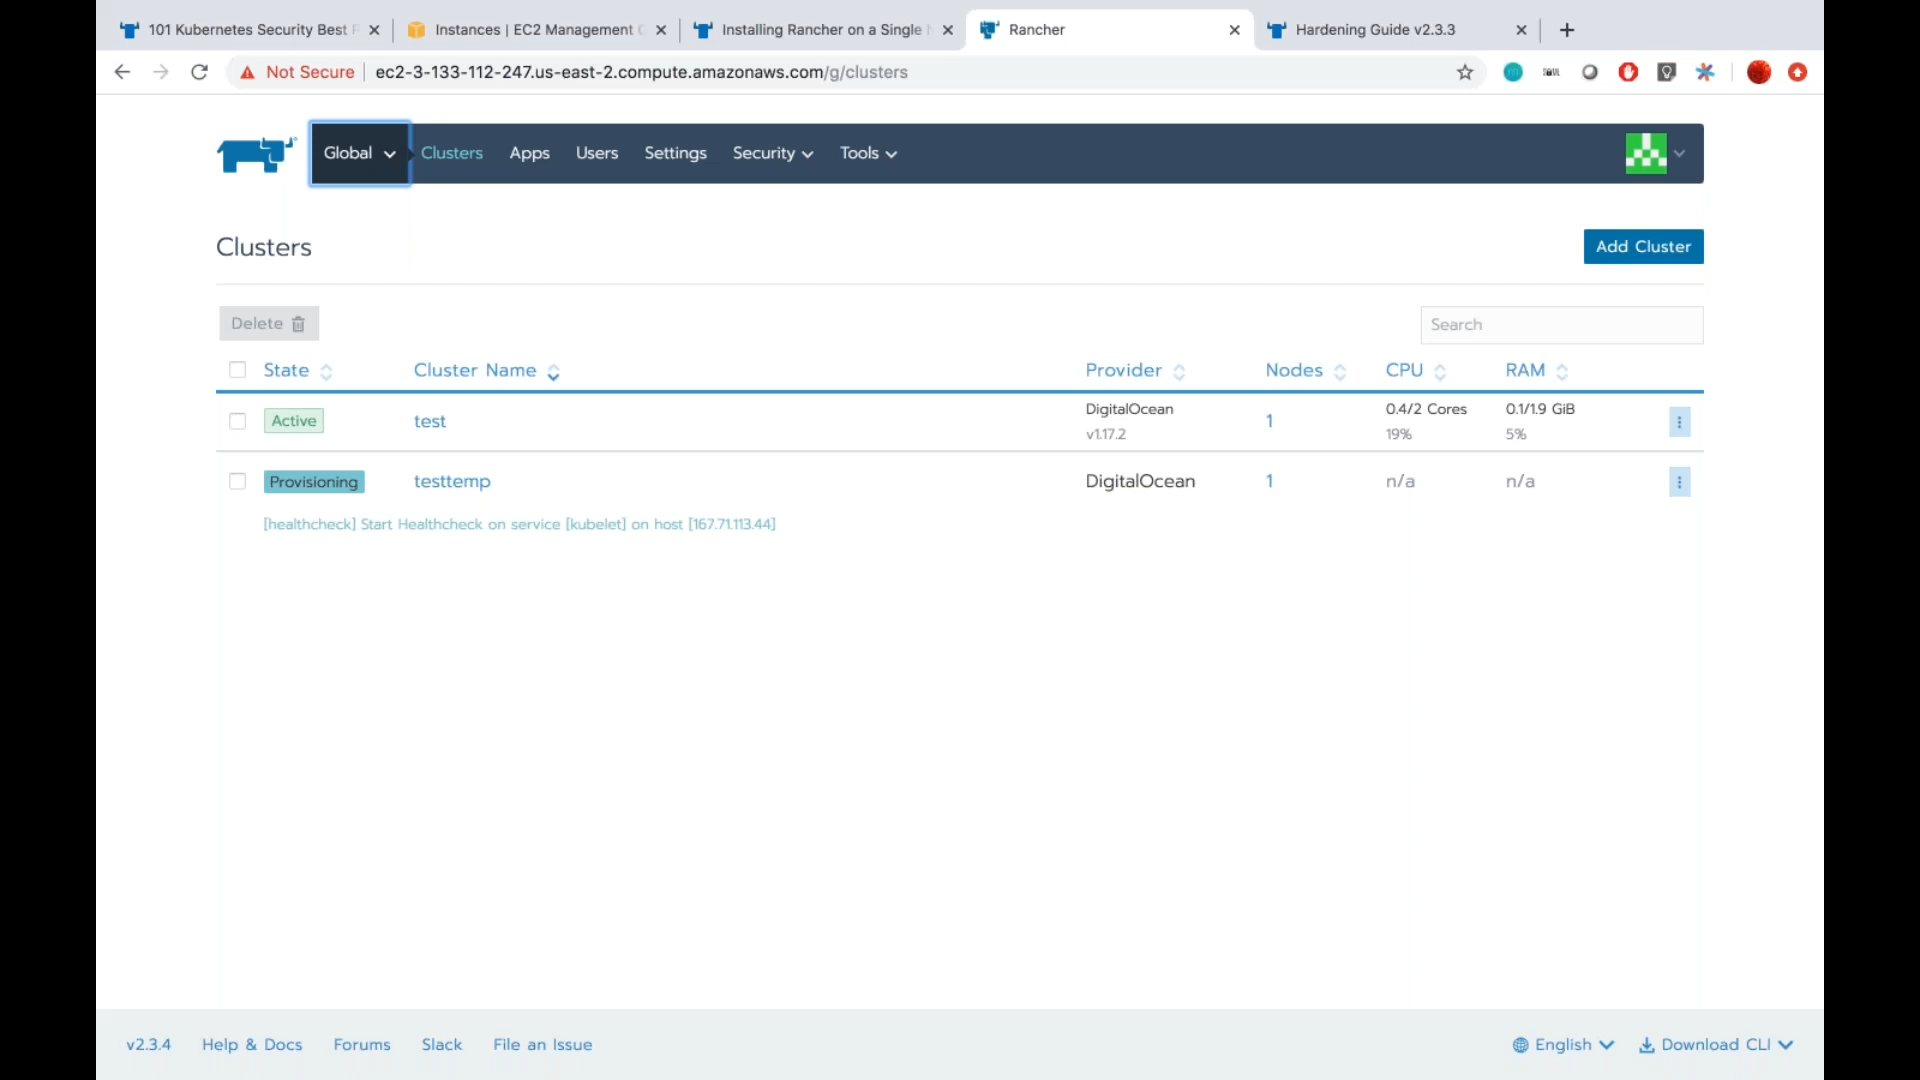 101 Kubernetes Security Best P
Instances | EC2 Management C
Installing Rancher on a Single N
Rancher
Hardening Guide v2.3.3
Not Secure
ec2-3-133-112-247.us-east-2.compute.amazonaws.com/g/clusters
Global Clusters Apps Users Settings Security Tools
Clusters
Add Cluster
Delete
Search
State Cluster Name Provider Nodes CPU RAM
Active test DigitalOcean 1 0.4/2 Cores 0.1/1.9 GiB
v1.17.2 19% 5%
Provisioning testtemp DigitalOcean 1 n/a n/a
[healthcheck] Start Healthcheck on service [kubelet] on host [167.71.113.44]
v2.3.4 Help & Docs Forums Slack File an Issue English Download CLI